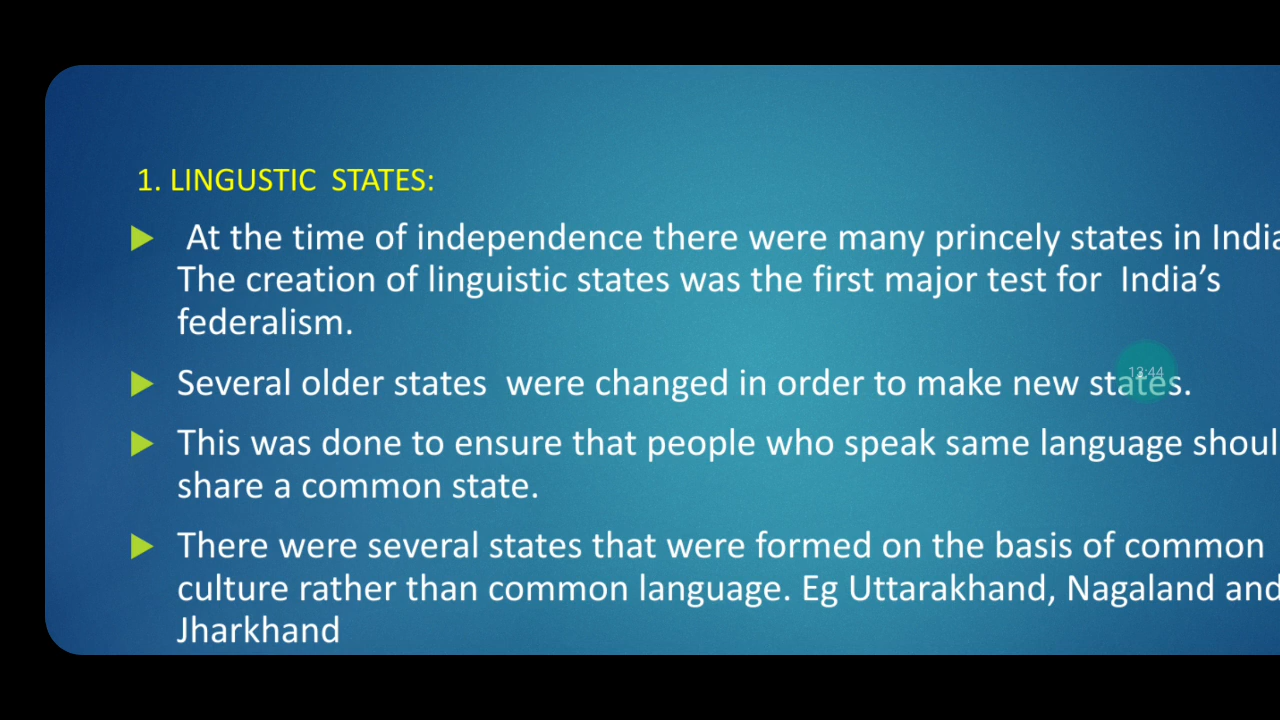 1. LINGUSTIC STATES:
At the time of independence there were many princely states in India
The creation of linguistic states was the first major test for India’s
federalism.
Several older states were changed in order to make new states.
13:44
This was done to ensure that people who speak same language shoul
share a common state.
There were several states that were formed on the basis of common
culture rather than common language. Eg Uttarakhand, Nagaland and
Jharkhand